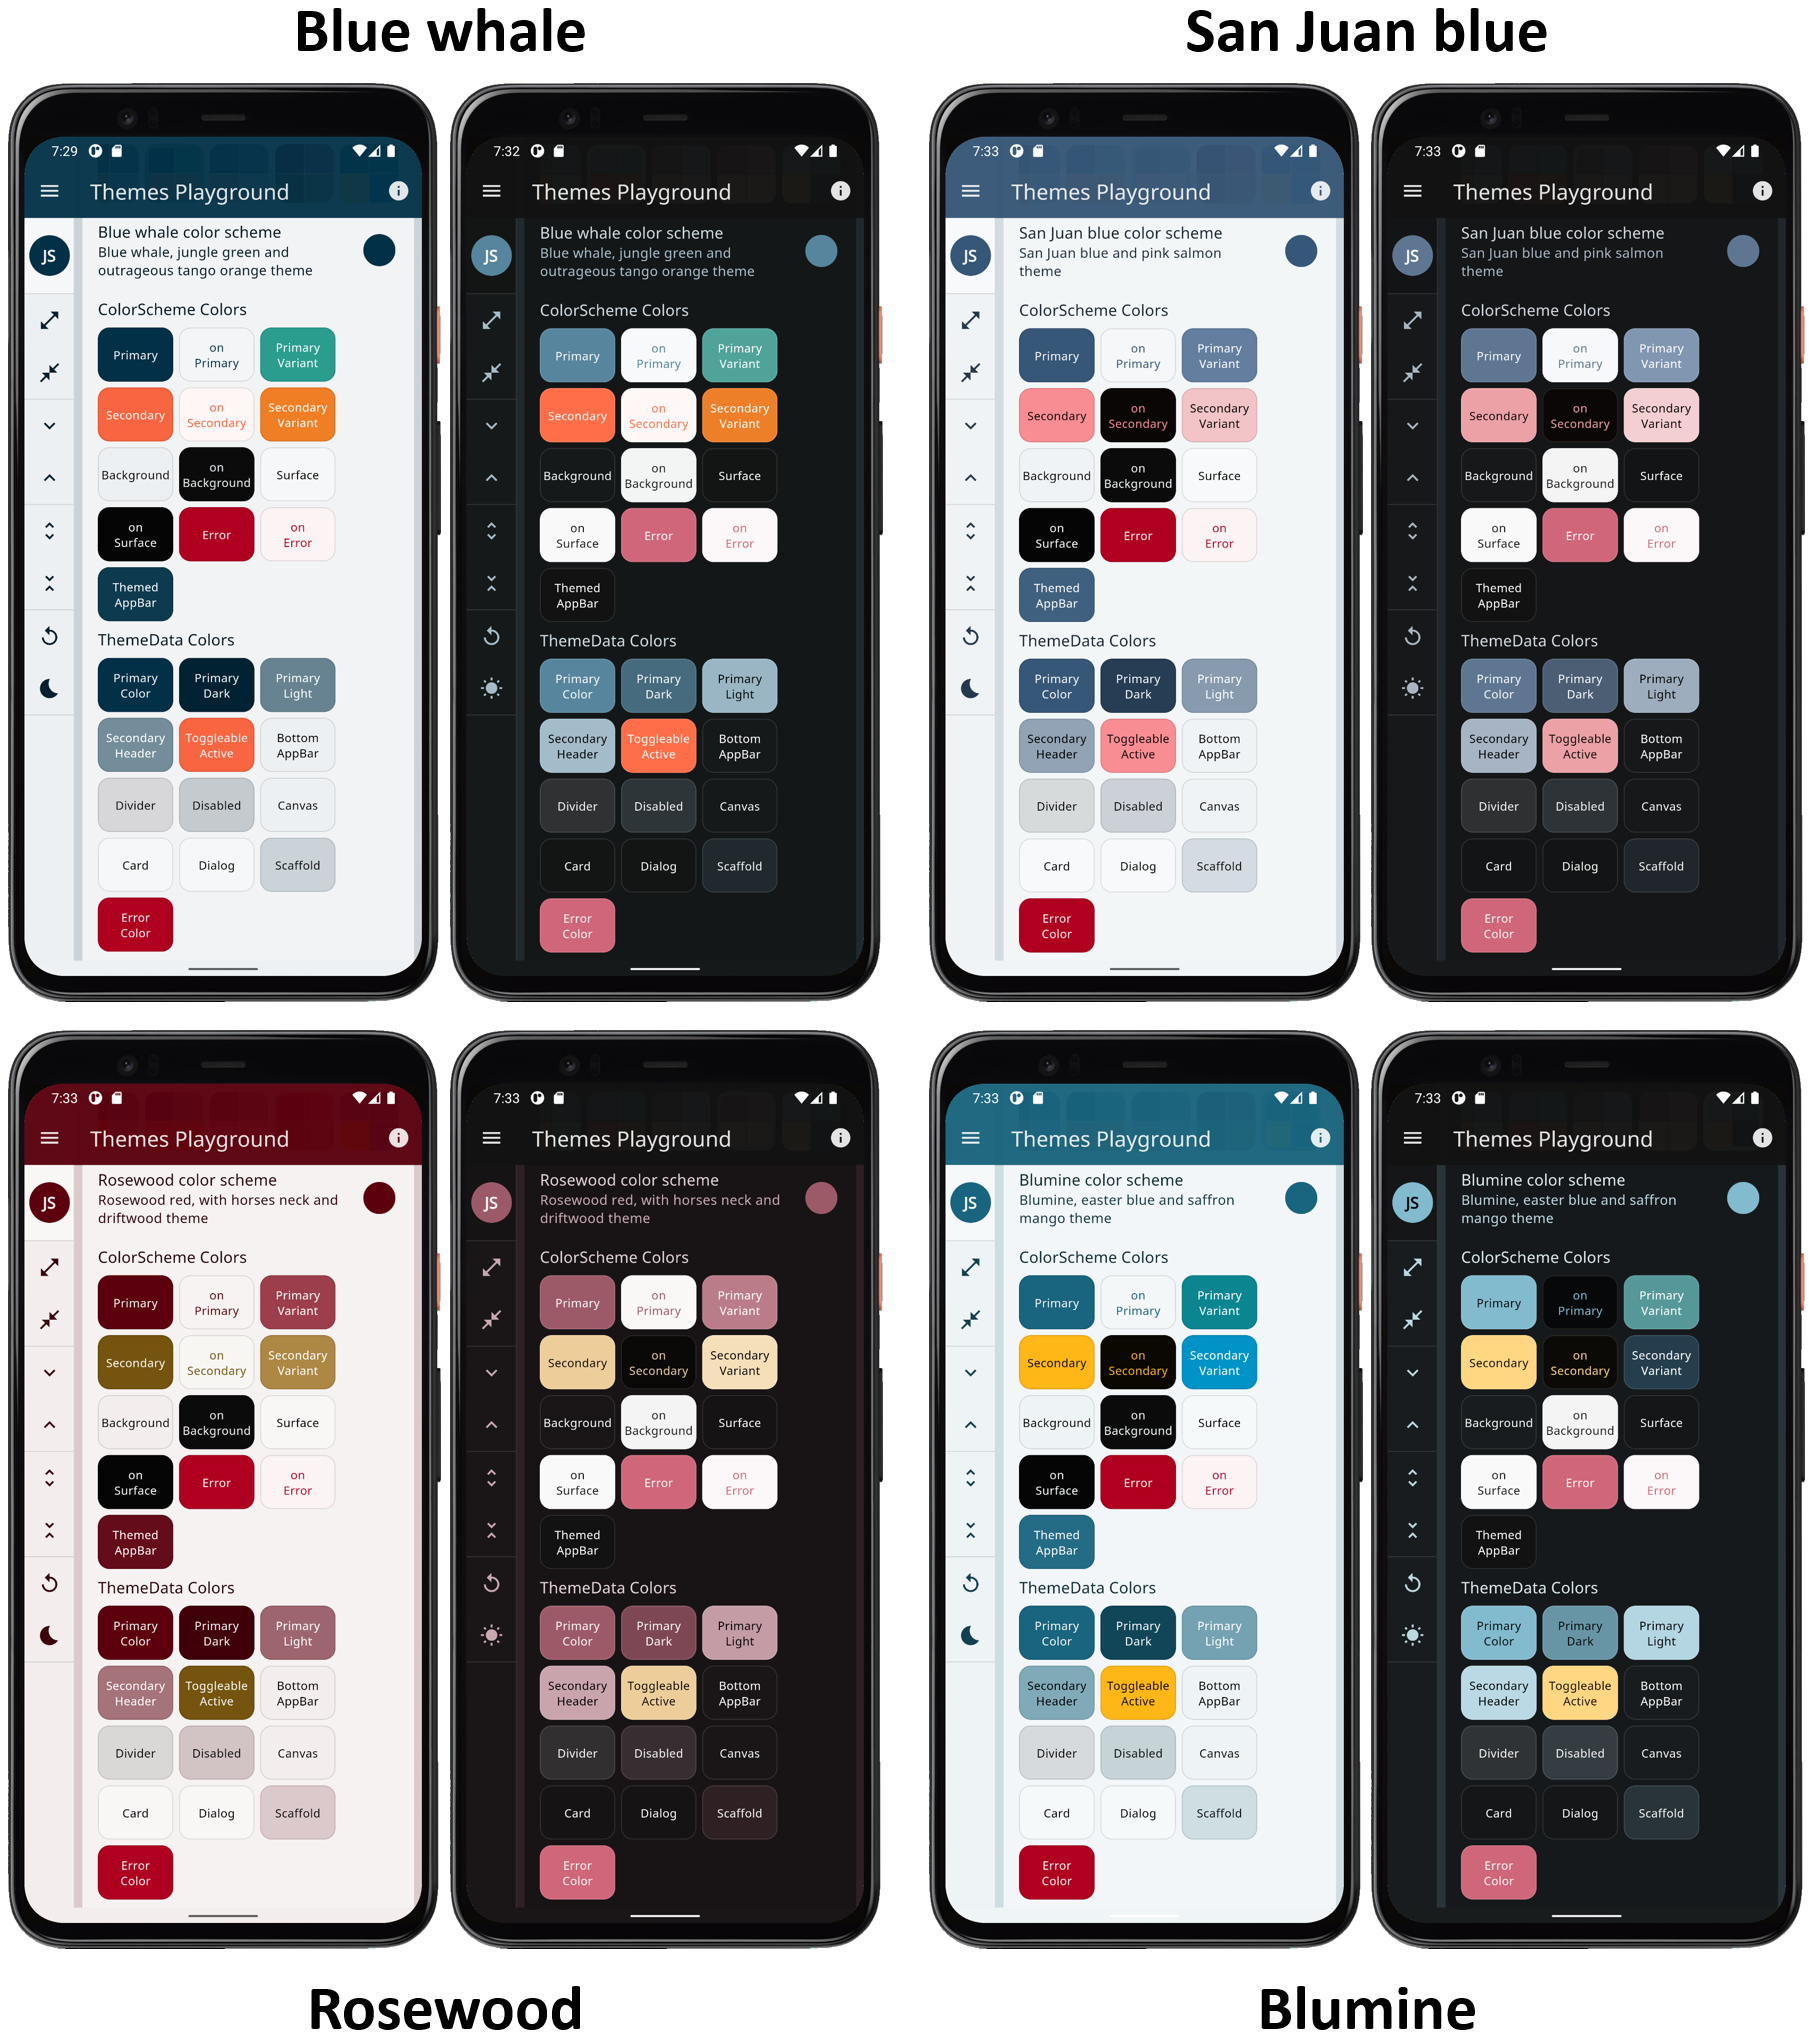 Blue whale
San Juan blue
7:29
Themes Playground
JS
Blue whale color scheme
Blue whale, jungle green and
outrageous tango orange theme
ColorScheme Colors
Primary
on
Primary
Primary
Variant
Secondary
on
Secondary
Secondary
Variant
Background
on
Background
Surface
on
Surface
Error
on
Error
Themed
AppBar
ThemeData Colors
Primary
Color
Primary
Dark
Primary
Light
Secondary
Header
Toggleable
Active
Bottom
AppBar
Divider
Disabled
Canvas
Card
Dialog
Scaffold
Error
Color
7:32
Themes Playground
JS
Blue whale color scheme
Blue whale, jungle green and
outrageous tango orange theme
ColorScheme Colors
Primary
on
Primary
Primary
Variant
Secondary
on
Secondary
Secondary
Variant
Background
on
Background
Surface
on
Surface
Error
on
Error
Themed
AppBar
ThemeData Colors
Primary
Color
Primary
Dark
Primary
Light
Secondary
Header
Toggleable
Active
Bottom
AppBar
Divider
Disabled
Canvas
Card
Dialog
Scaffold
Error
Color
7:33
Themes Playground
JS
San Juan blue color scheme
San Juan blue and pink salmon
theme
ColorScheme Colors
Primary
on
Primary
Primary
Variant
Secondary
on
Secondary
Secondary
Variant
Background
on
Background
Surface
on
Surface
Error
on
Error
Themed
AppBar
ThemeData Colors
Primary
Color
Primary
Dark
Primary
Light
Secondary
Header
Toggleable
Active
Bottom
AppBar
Divider
Disabled
Canvas
Card
Dialog
Scaffold
Error
Color
7:33
Themes Playground
JS
San Juan blue color scheme
San Juan blue and pink salmon
theme
ColorScheme Colors
Primary
on
Primary
Primary
Variant
Secondary
on
Secondary
Secondary
Variant
Background
on
Background
Surface
on
Surface
Error
on
Error
Themed
AppBar
ThemeData Colors
Primary
Color
Primary
Dark
Primary
Light
Secondary
Header
Toggleable
Active
Bottom
AppBar
Divider
Disabled
Canvas
Card
Dialog
Scaffold
Error
Color
7:33
Themes Playground
JS
Rosewood color scheme
Rosewood red, with horses neck and
driftwood theme
ColorScheme Colors
Primary
on
Primary
Primary
Variant
Secondary
on
Secondary
Secondary
Variant
Background
on
Background
Surface
on
Surface
Error
on
Error
Themed
AppBar
ThemeData Colors
Primary
Color
Primary
Dark
Primary
Light
Secondary
Header
Toggleable
Active
Bottom
AppBar
Divider
Disabled
Canvas
Card
Dialog
Scaffold
Error
Color
7:33
Themes Playground
JS
Rosewood color scheme
Rosewood red, with horses neck and
driftwood theme
ColorScheme Colors
Primary
on
Primary
Primary
Variant
Secondary
on
Secondary
Secondary
Variant
Background
on
Background
Surface
on
Surface
Error
on
Error
Themed
AppBar
ThemeData Colors
Primary
Color
Primary
Dark
Primary
Light
Secondary
Header
Toggleable
Active
Bottom
AppBar
Divider
Disabled
Canvas
Card
Dialog
Scaffold
Error
Color
7:33
Themes Playground
JS
Blumine color scheme
Blumine, easter blue and saffron
mango theme
ColorScheme Colors
Primary
on
Primary
Primary
Variant
Secondary
on
Secondary
Secondary
Variant
Background
on
Background
Surface
on
Surface
Error
on
Error
Themed
AppBar
ThemeData Colors
Primary
Color
Primary
Dark
Primary
Light
Secondary
Header
Toggleable
Active
Bottom
AppBar
Divider
Disabled
Canvas
Card
Dialog
Scaffold
Error
Color
7:33
Themes Playground
JS
Blumine color scheme
Blumine, easter blue and saffron
mango theme
ColorScheme Colors
Primary
on
Primary
Primary
Variant
Secondary
on
Secondary
Secondary
Variant
Background
on
Background
Surface
on
Surface
Error
on
Error
Themed
AppBar
ThemeData Colors
Primary
Color
Primary
Dark
Primary
Light
Secondary
Header
Toggleable
Active
Bottom
AppBar
Divider
Disabled
Canvas
Card
Dialog
Scaffold
Error
Color
Rosewood
Blumine